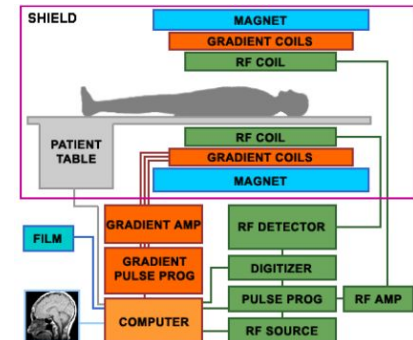 SHIELD
MAGNET
GRADIENT COILS
RF COIL
RF COIL
GRADIENT COILS
MAGNET
PATIENT
TABLE
GRADIENT AMP
RF DETECTOR
FILM
GRADIENT
PULSE PROG
DIGITIZER
PULSE PROG
RF AMP
COMPUTER
RF SOURCE